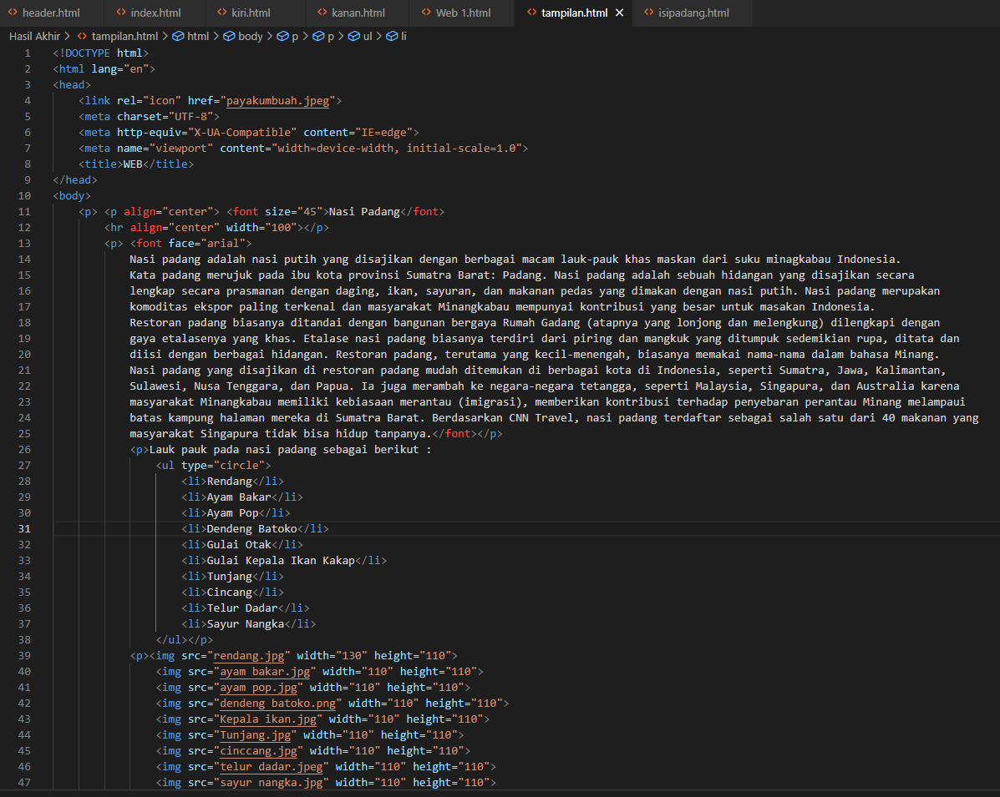 header.html index.html kiri.html kanan.html Web 1.html tampilan.html isipadang.html
Hasil Akhir > tampilan.html > html > body > p > p > ul > li
1 <!DOCTYPE html>
2 <html lang="en">
3 <head>
4 <link rel="icon" href="payakumbuah.jpeg">
5 <meta charset="UTF-8">
6 <meta http-equiv="X-UA-Compatible" content="IE=edge">
7 <meta name="viewport" content="width=device-width, initial-scale=1.0">
8 <title>WEB</title>
9 </head>
10 <body>
11 <p> <p align="center"> <font size="45">Nasi Padang</font>
12 <hr align="center" width="100"></p>
13 <p> <font face="arial">
14 Nasi padang adalah nasi putih yang disajikan dengan berbagai macam lauk-pauk khas maskan dari suku minagkabau Indonesia.
15 Kata padang merujuk pada ibu kota provinsi Sumatra Barat: Padang. Nasi padang adalah sebuah hidangan yang disajikan secara
16 lengkap secara prasmanan dengan daging, ikan, sayuran, dan makanan pedas yang dimakan dengan nasi putih. Nasi padang merupakan
17 komoditas ekspor paling terkenal dan masyarakat Minangkabau mempunyai kontribusi yang besar untuk masakan Indonesia.
18 Restoran padang biasanya ditandai dengan bangunan bergaya Rumah Gadang (atapnya yang lonjong dan melengkung) dilengkapi dengan
19 gaya etalasenya yang khas. Etalase nasi padang biasanya terdiri dari piring dan mangkuk yang ditumpuk sedemikian rupa, ditata dan
20 diisi dengan berbagai hidangan. Restoran padang, terutama yang kecil-menengah, biasanya memakai nama-nama dalam bahasa Minang.
21 Nasi padang yang disajikan di restoran padang mudah ditemukan di berbagai kota di Indonesia, seperti Sumatra, Jawa, Kalimantan,
22 Sulawesi, Nusa Tenggara, dan Papua. Ia juga merambah ke negara-negara tetangga, seperti Malaysia, Singapura, dan Australia karena
23 masyarakat Minangkabau memiliki kebiasaan merantau (imigrasi), memberikan kontribusi terhadap penyebaran perantau Minang melampaui
24 batas kampung halaman mereka di Sumatra Barat. Berdasarkan CNN Travel, nasi padang terdaftar sebagai salah satu dari 40 makanan yang
25 masyarakat Singapura tidak bisa hidup tanpanya.</font></p>
26 <p>Lauk pauk pada nasi padang sebagai berikut :
27 <ul type="circle">
28 <li>Rendang</li>
29 <li>Ayam Bakar</li>
30 <li>Ayam Pop</li>
31 <li>Dendeng Batoko</li>
32 <li>Gulai Otak</li>
33 <li>Gulai Kepala Ikan Kakap</li>
34 <li>Tunjang</li>
35 <li>Cincang</li>
36 <li>Telur Dadar</li>
37 <li>Sayur Nangka</li>
38 </ul></p>
39 <p><img src="rendang.jpg" width="130" height="110">
40 <img src="ayam bakar.jpg" width="110" height="110">
41 <img src="ayam pop.jpg" width="110" height="110">
42 <img src="dendeng batoko.png" width="110" height="110">
43 <img src="Kepala ikan.jpg" width="110" height="110">
44 <img src="Tunjang.jpg" width="110" height="110">
45 <img src="cinccang.jpg" width="110" height="110">
46 <img src="telur dadar.jpeg" width="110" height="110">
47 <img src="sayur nangka.jpg" width="110" height="110">